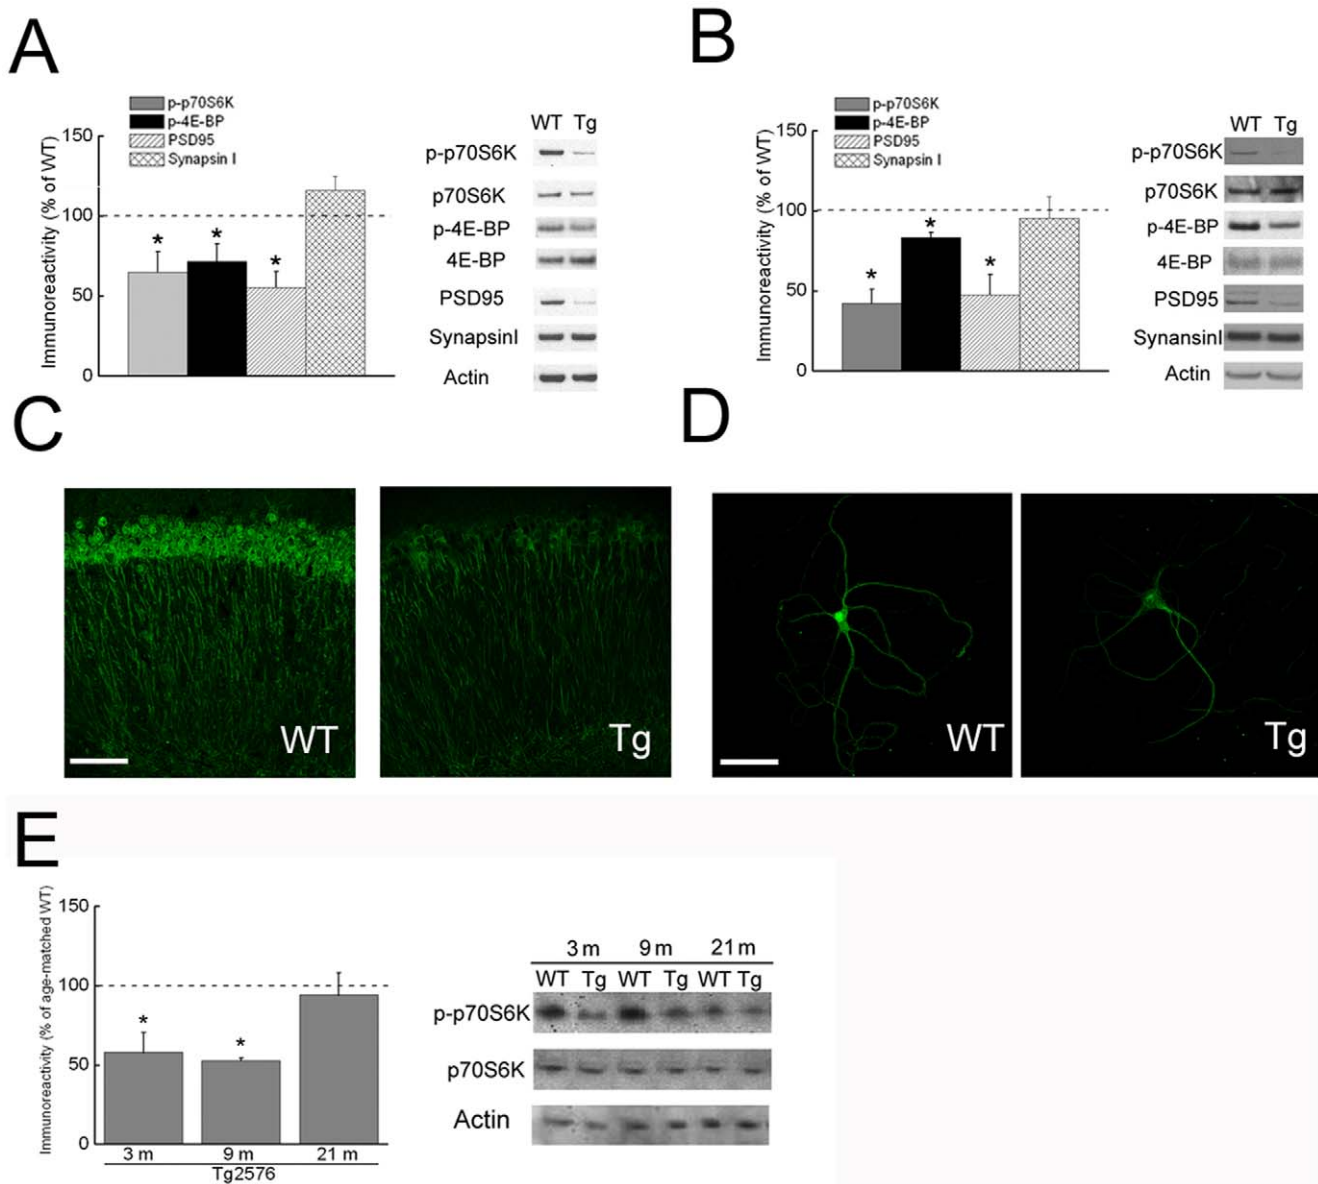 A
Immunoreactivity (% of WT)
150
100
50
0
p-p70S6K
p-4E-BP
PSD95
Synapsin I
*
*
*
WT Tg
p-p70S6K
p70S6K
p-4E-BP
4E-BP
PSD95
SynapsinI
Actin
B
Immunoreactivity (% of WT)
150
100
50
0
p-p70S6K
p-4E-BP
PSD95
Synapsin I
*
*
*
WT Tg
p-p70S6K
p70S6K
p-4E-BP
4E-BP
PSD95
SynansinI
Actin
C
WT
Tg
D
WT
Tg
E
Immunoreactivity (% of age-matched WT)
150
100
50
0
*
*
3 m 9 m 21 m
Tg2576
3 m 9 m 21 m
WT Tg WT Tg WT Tg
p-p70S6K
p70S6K
Actin